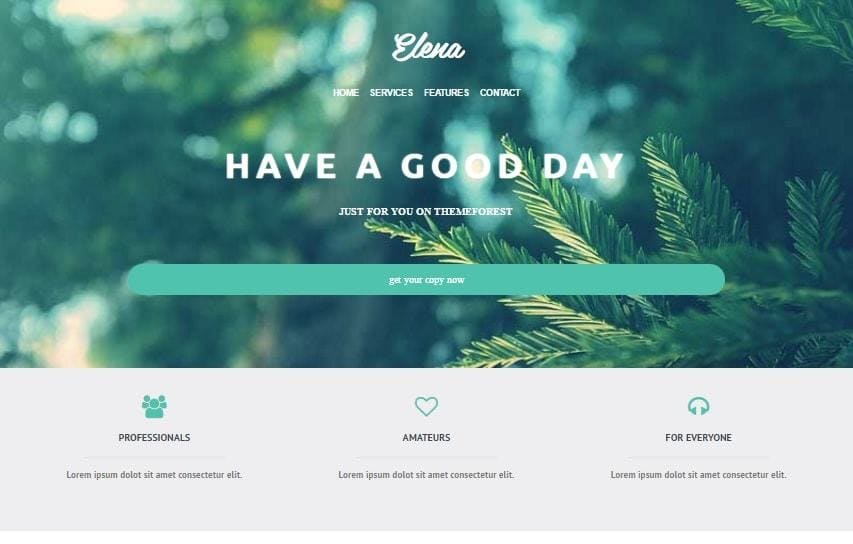 Elena
HOME SERVICES FEATURES CONTACT
HAVE A GOOD DAY
JUST FOR YOU ON THEMEFOREST
get your copy now
PROFESSIONALS AMATEURS FOR EVERYONE
Lorem ipsum dolot sit amet consectetur elit. Lorem ipsum dolot sit amet consectetur elit. Lorem ipsum dolot sit amet consectetur elit.